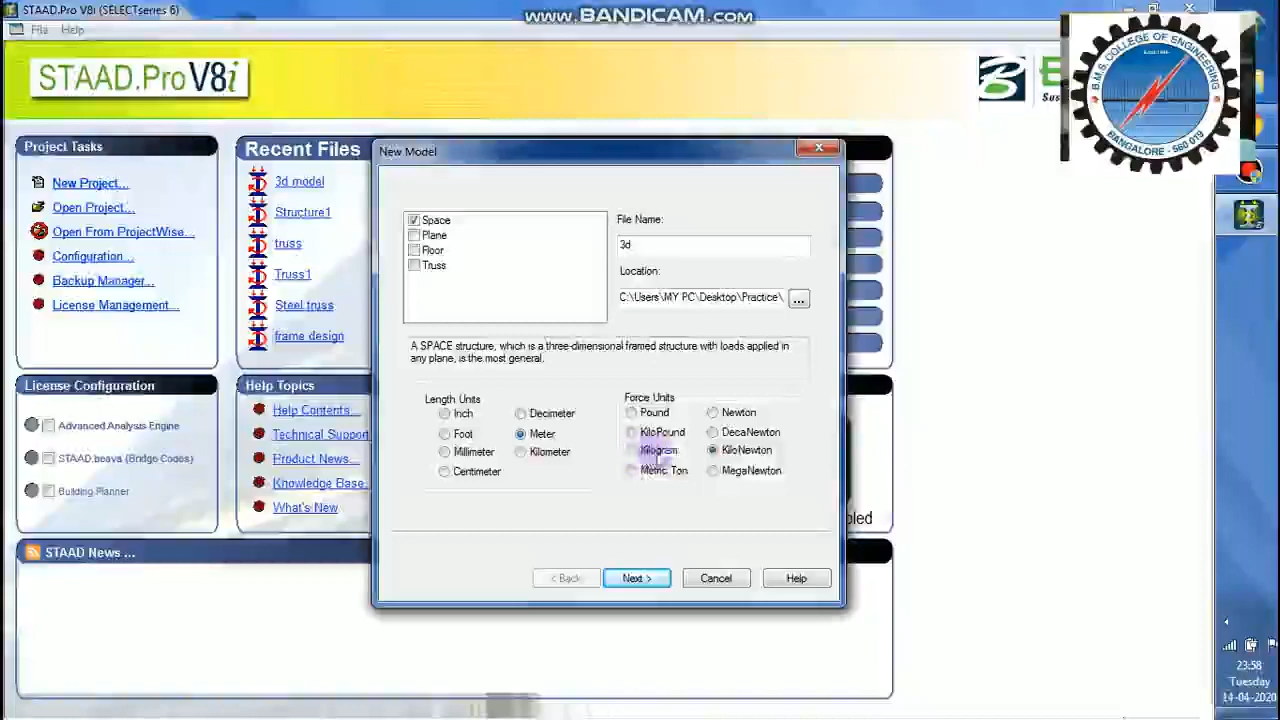 STAAD.Pro V8i (SELECTseries 6)
www.BANDICAM.com
File Help
STAAD.Pro V8i
B.M.S. COLLEGE OF ENGINEERING
BANGALORE - 560 019
Project Tasks
New Project...
Open Project...
Open From ProjectWise...
Configuration...
Backup Manager...
License Management...
Recent Files
3d model
Structure1
truss
Truss1
Steel truss
frame design
New Model
Space
Plane
Floor
Truss
File Name:
3d
Location:
C:\Users\MY PC\Desktop\Practice\
...
A SPACE structure, which is a three-dimensional framed structure with loads applied in
any plane, is the most general.
Length Units
Inch Decimeter
Foot Meter
Millimeter Kilometer
Centimeter
Force Units
Pound Newton
KiloPound DecaNewton
Kilogram KiloNewton
Metric Ton MegaNewton
< Back Next > Cancel Help
License Configuration
Advanced Analysis Engine
STAAD.beava (Bridge Codes)
Building Planner
Help Topics
Help Contents...
Technical Support
Product News...
Knowledge Base
What's New
STAAD News ...
23:58
Tuesday
14-04-2020